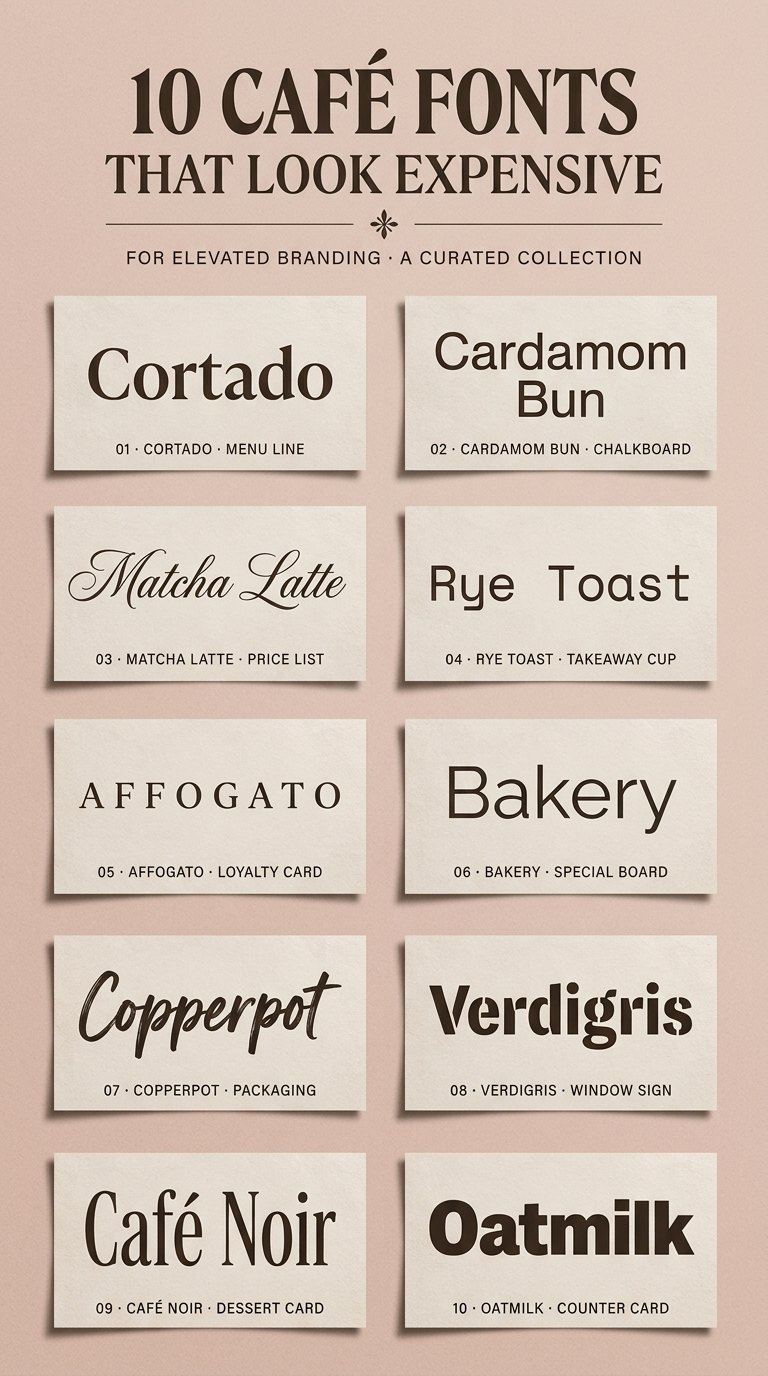 10 CAFÉ FONTS
THAT LOOK EXPENSIVE
FOR ELEVATED BRANDING · A CURATED COLLECTION
Cortado
01 · CORTADO · MENU LINE
Cardamom
Bun
02 · CARDAMOM BUN · CHALKBOARD
Matcha Latte
03 · MATCHA LATTE · PRICE LIST
Rye Toast
04 · RYE TOAST · TAKEAWAY CUP
AFFOGATO
05 · AFFOGATO · LOYALTY CARD
Bakery
06 · BAKERY · SPECIAL BOARD
Copperpot
07 · COPPERPOT · PACKAGING
Verdigris
08 · VERDIGRIS · WINDOW SIGN
Café Noir
09 · CAFÉ NOIR · DESSERT CARD
Oatmilk
10 · OATMILK · COUNTER CARD